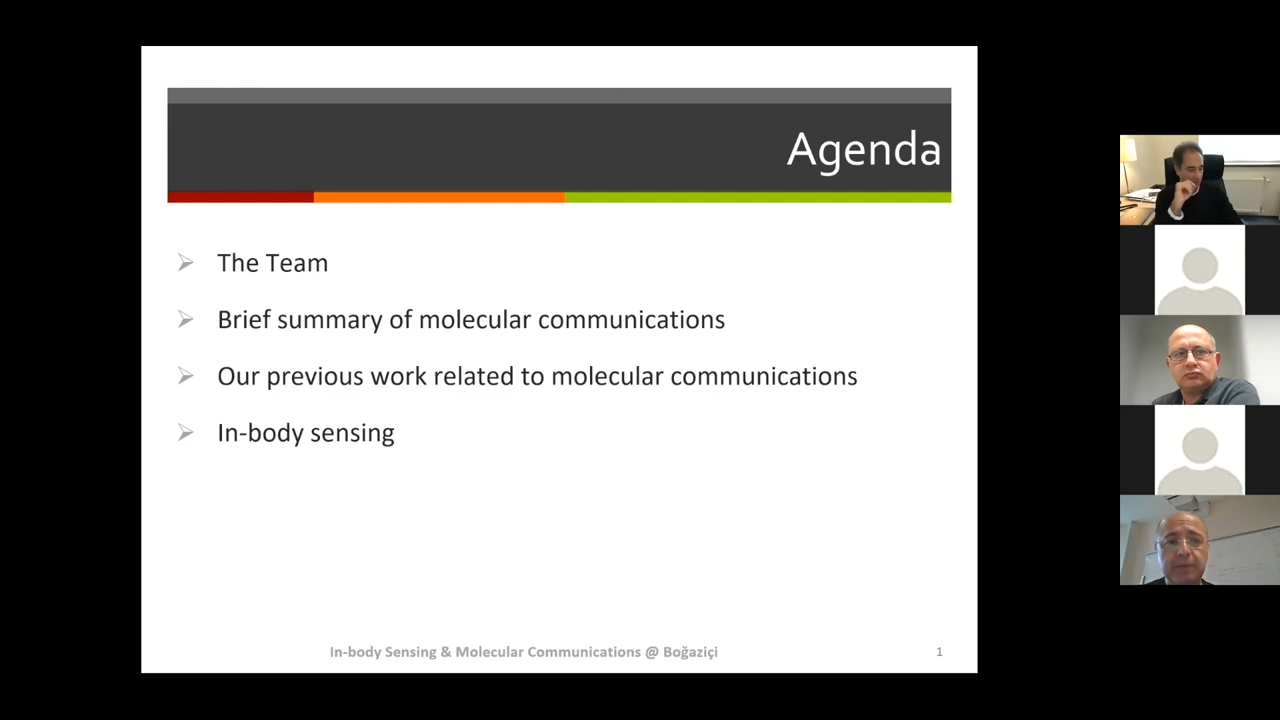 Agenda
The Team
Brief summary of molecular communications
Our previous work related to molecular communications
In-body sensing
In-body Sensing & Molecular Communications @ Boğaziçi
1